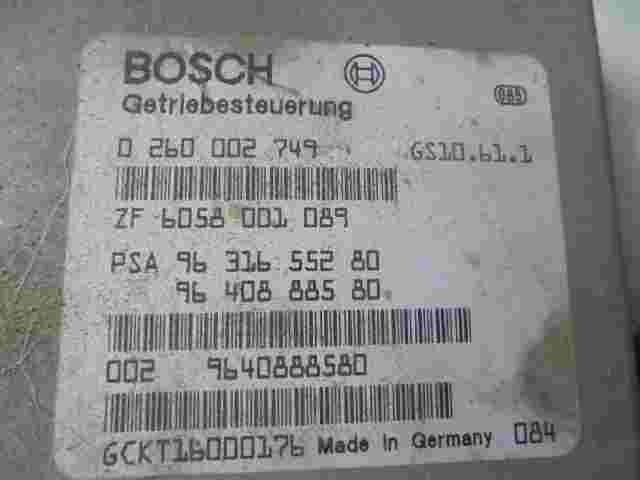 BOSCH
085
Getriebesteuerung
0 260 002 749 GS10.61.1
ZF 6058 001 089
PSA 96 316 552 80
96 408 885 80
002 9640888580
GCKT16000176 Made in Germany 084